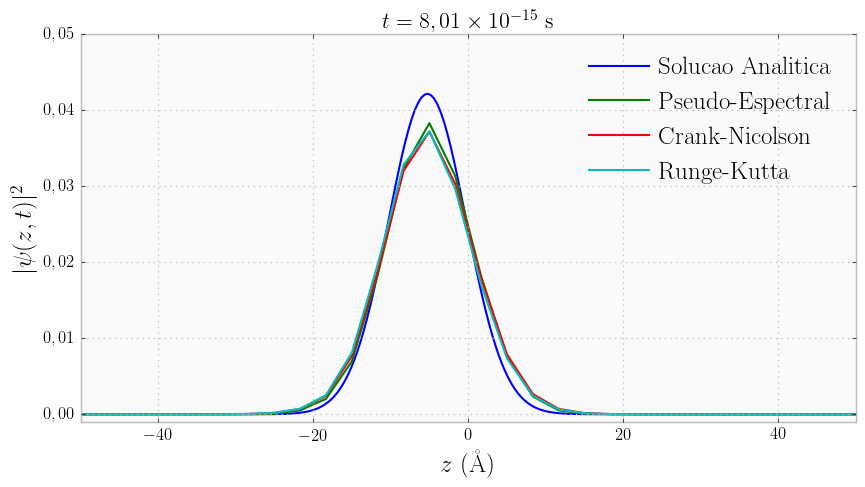 t = 8,01 × 10⁻¹⁵ s
Solucao Analitica
Pseudo-Espectral
Crank-Nicolson
Runge-Kutta
|ψ(z, t)|²
0,05
0,04
0,03
0,02
0,01
0,00
−40 −20 0 20 40
z (Å)